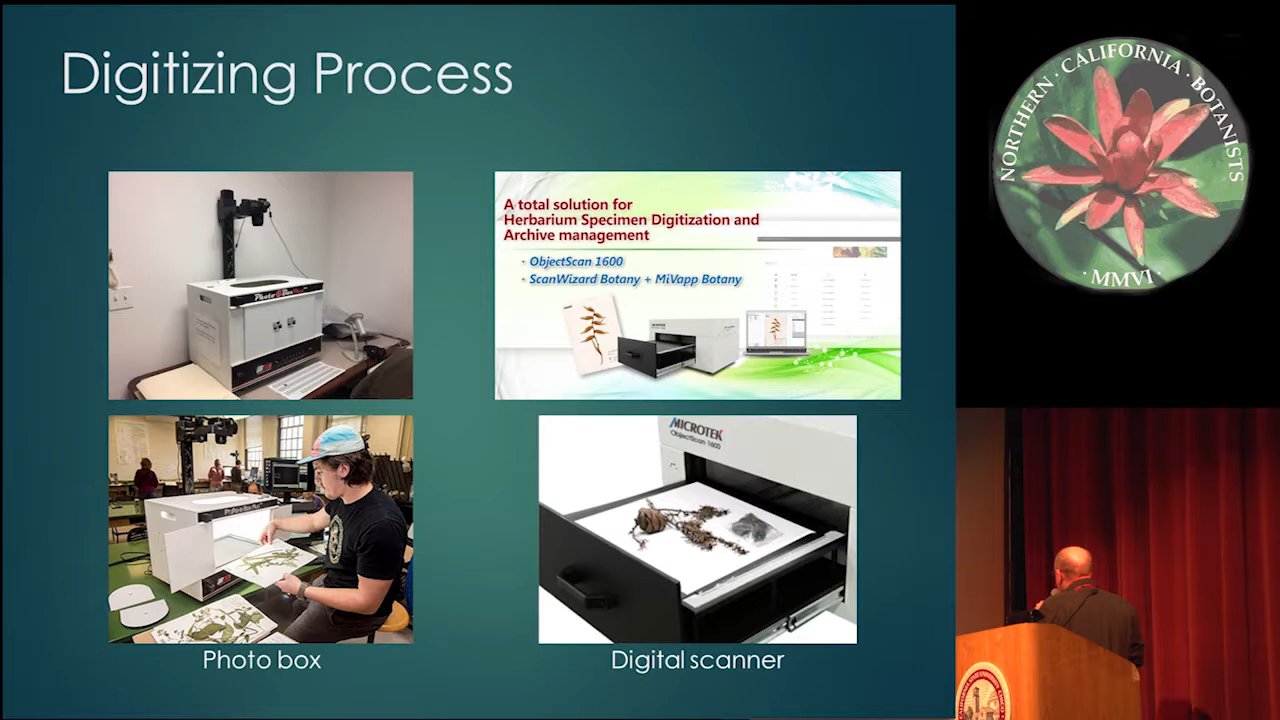 Digitizing Process
A total solution for
Herbarium Specimen Digitization and
Archive management
· ObjectScan 1600
· ScanWizard Botany + MiVapp Botany
MICROTEK
ObjectScan 1600
Photo box
Digital scanner
NORTHERN · CALIFORNIA · BOTANISTS
· MMVI ·